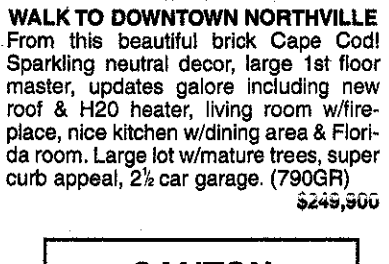 WALK TO DOWNTOWN NORTHVILLE
From this beautiful brick Cape Cod!
Sparkling neutral decor, large 1st floor
master, updates galore including new
roof & H20 heater, living room w/fire-
place, nice kitchen w/dining area & Flori-
da room. Large lot w/mature trees, super
curb appeal, 2½ car garage. (790GR)
$249,900